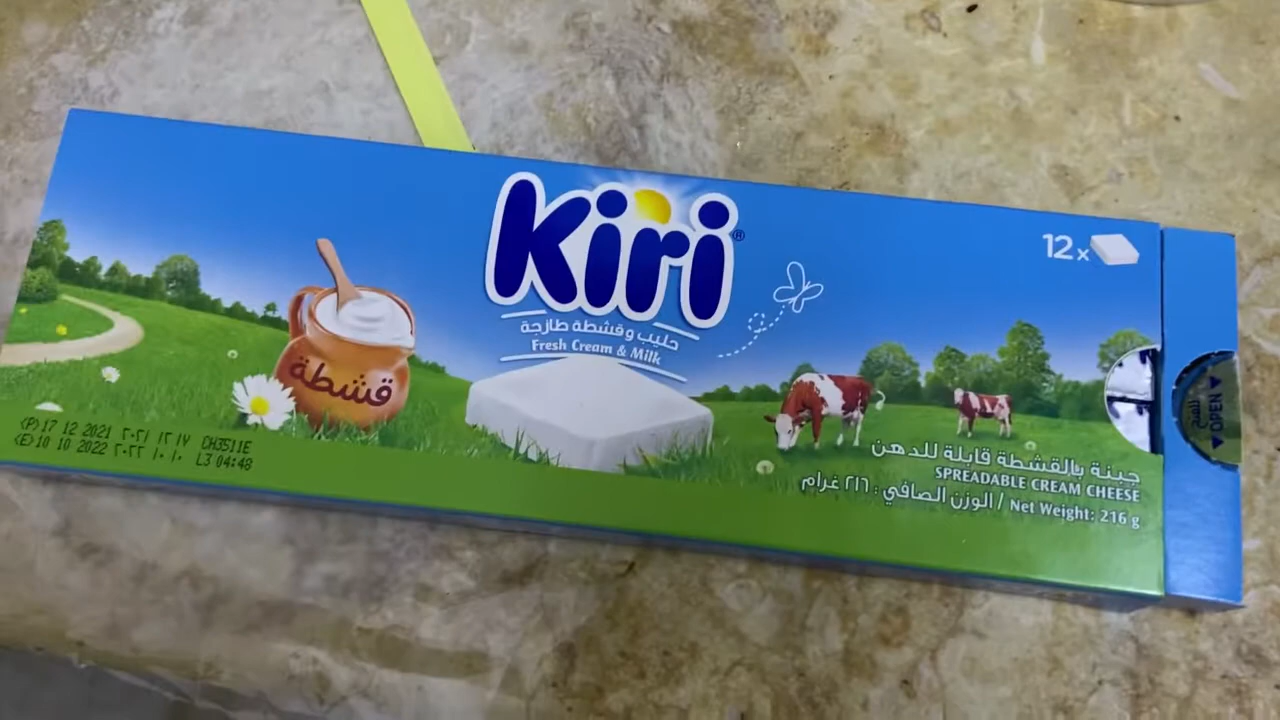 Kiri®
حليب وقشطة طازجة
Fresh Cream & Milk
12x
قشطة
<P>17 12 2021 ٢٠٢١ ١٢ ١٧ CH3511E
<E>10 10 2022 ٢٠٢٢ ١٠ ١٠ L3 04:48
جبنة بالقشطة قابلة للدهن
SPREADABLE CREAM CHEESE
الوزن الصافي : ٢١٦ غرام / Net Weight: 216 g
OPEN